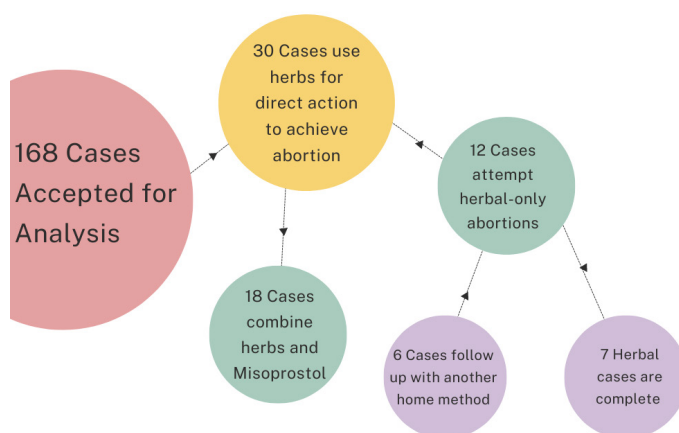 168 Cases
Accepted for
Analysis
30 Cases use
herbs for
direct action
to achieve
abortion
12 Cases
attempt
herbal-only
abortions
18 Cases
combine
herbs and
Misoprostol
6 Cases follow
up with another
home method
7 Herbal
cases are
complete